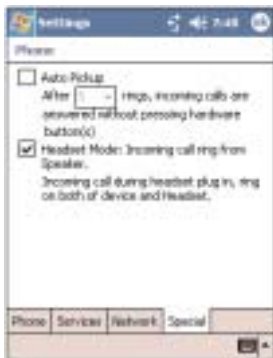 Settings 7:48 ok
Phone
Auto Pickup
After rings, incoming calls are
answered without pressing hardware
button(s)
Headset Mode: Incoming call ring from
Speaker.
Incoming call during headset plug in, ring
on both of device and Headset.
Phone Services Network Special